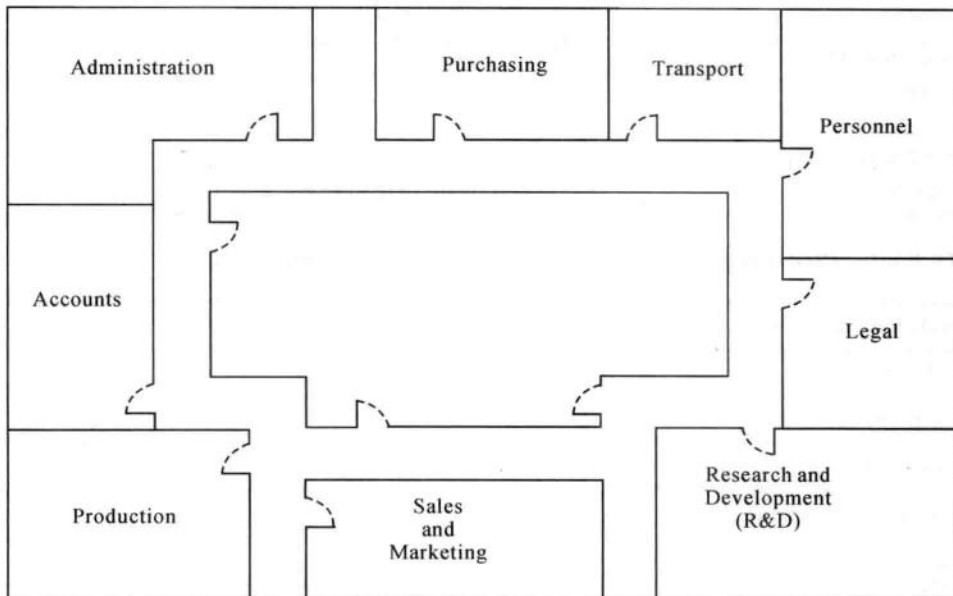 Administration
Purchasing
Transport
Personnel
Accounts
Legal
Production
Sales
and
Marketing
Research and
Development
(R&D)